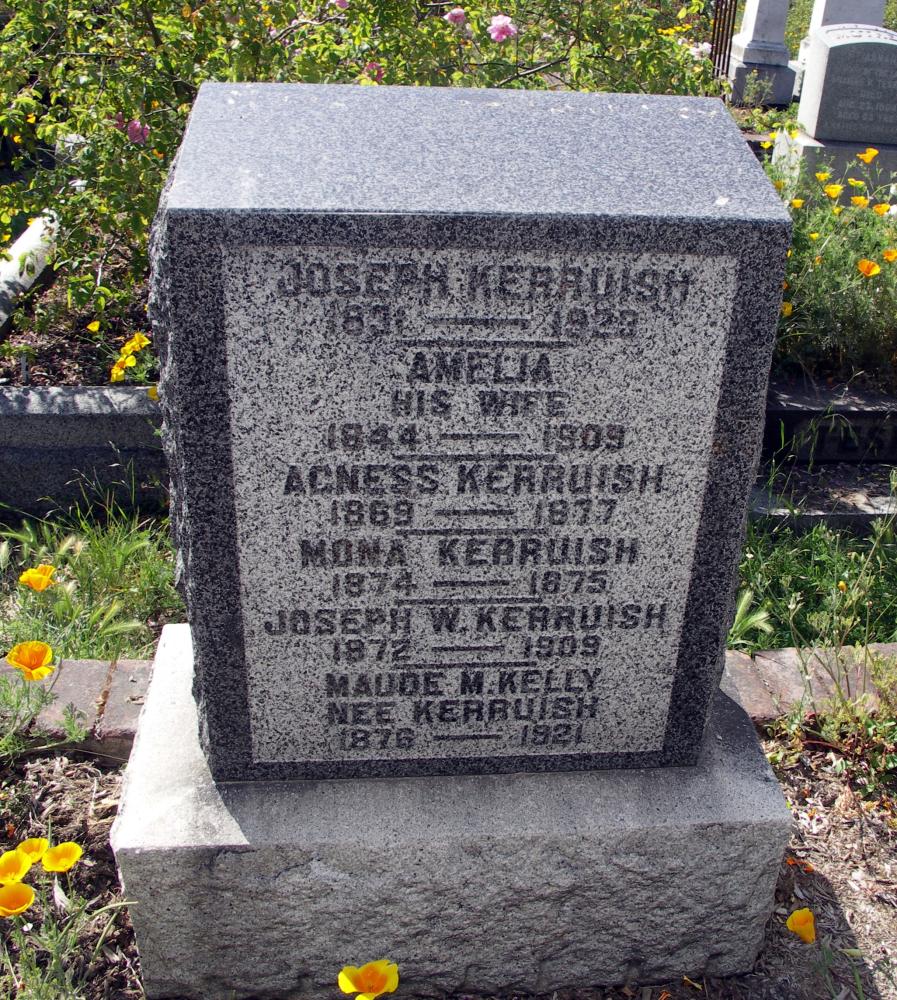 JOSEPH KERRUISH
1831 — 1923
AMELIA
HIS WIFE
1844 — 1909
AGNESS KERRUISH
1869 — 1877
MONA KERRUISH
1874 — 1875
JOSEPH W. KERRUISH
1872 — 1909
MAUDE M. KELLY
NEE KERRUISH
1876 — 1921